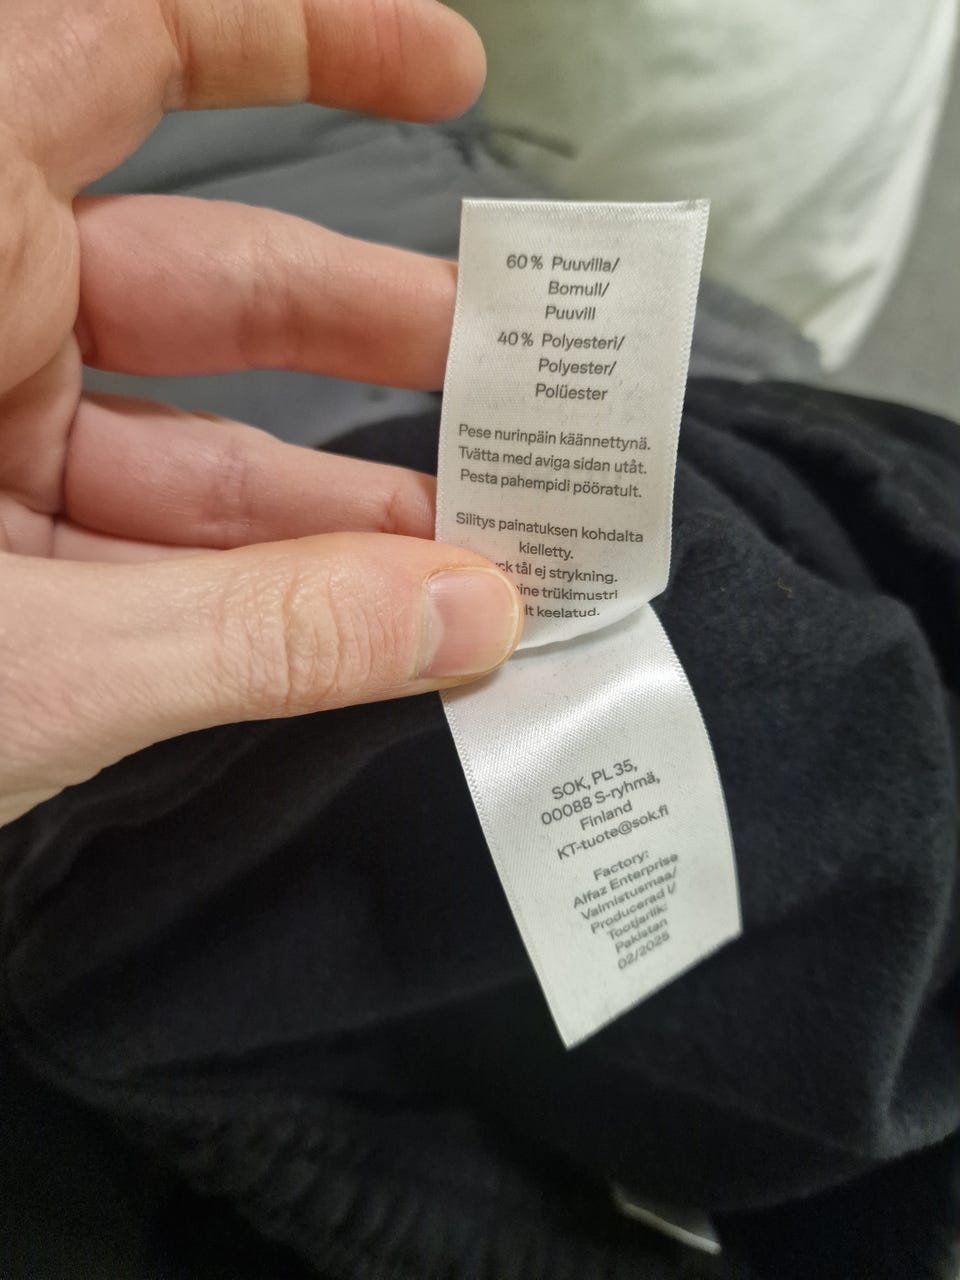 60% Puuvilla/
Bomull/
Puuvill
40% Polyesteri/
Polyester/
Polüester
Pese nurinpäin käännettynä.
Tvätta med aviga sidan utåt.
Pesta pahempidi pööratult.
Silitys painatuksen kohdalta
kielletty.
tål ej strykning.
trükimustri
keelatud.
SOK, PL 35,
00088 S-ryhmä,
Finland
KT-tuote@sok.fi
Factory:
Alfaz Enterprise
Valmistusmaa/
Producerad i/
Tootjariik:
Pakistan
02/2025